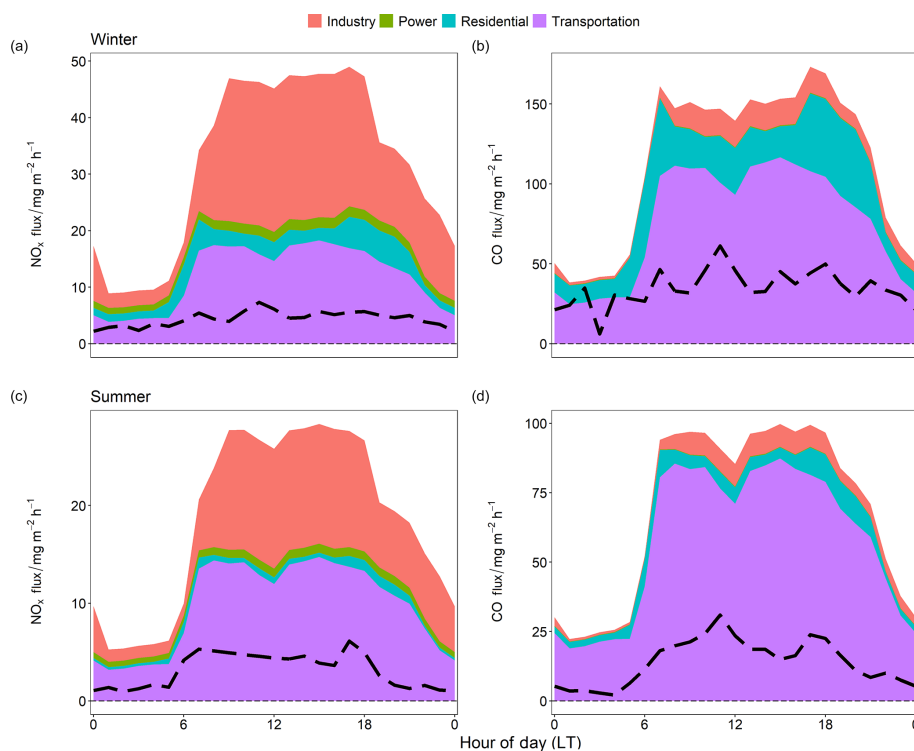 Industry Power Residential Transportation
(a) Winter (b)
NOx flux/mg m−2 h−1
50
40
30
20
10
0
CO flux/mg m−2 h−1
150
100
50
0
(c) Summer (d)
NOx flux/mg m−2 h−1
20
10
0
0 6 12 18 0
CO flux/mg m−2 h−1
100
75
50
25
0
0 6 12 18 0
Hour of day (LT)